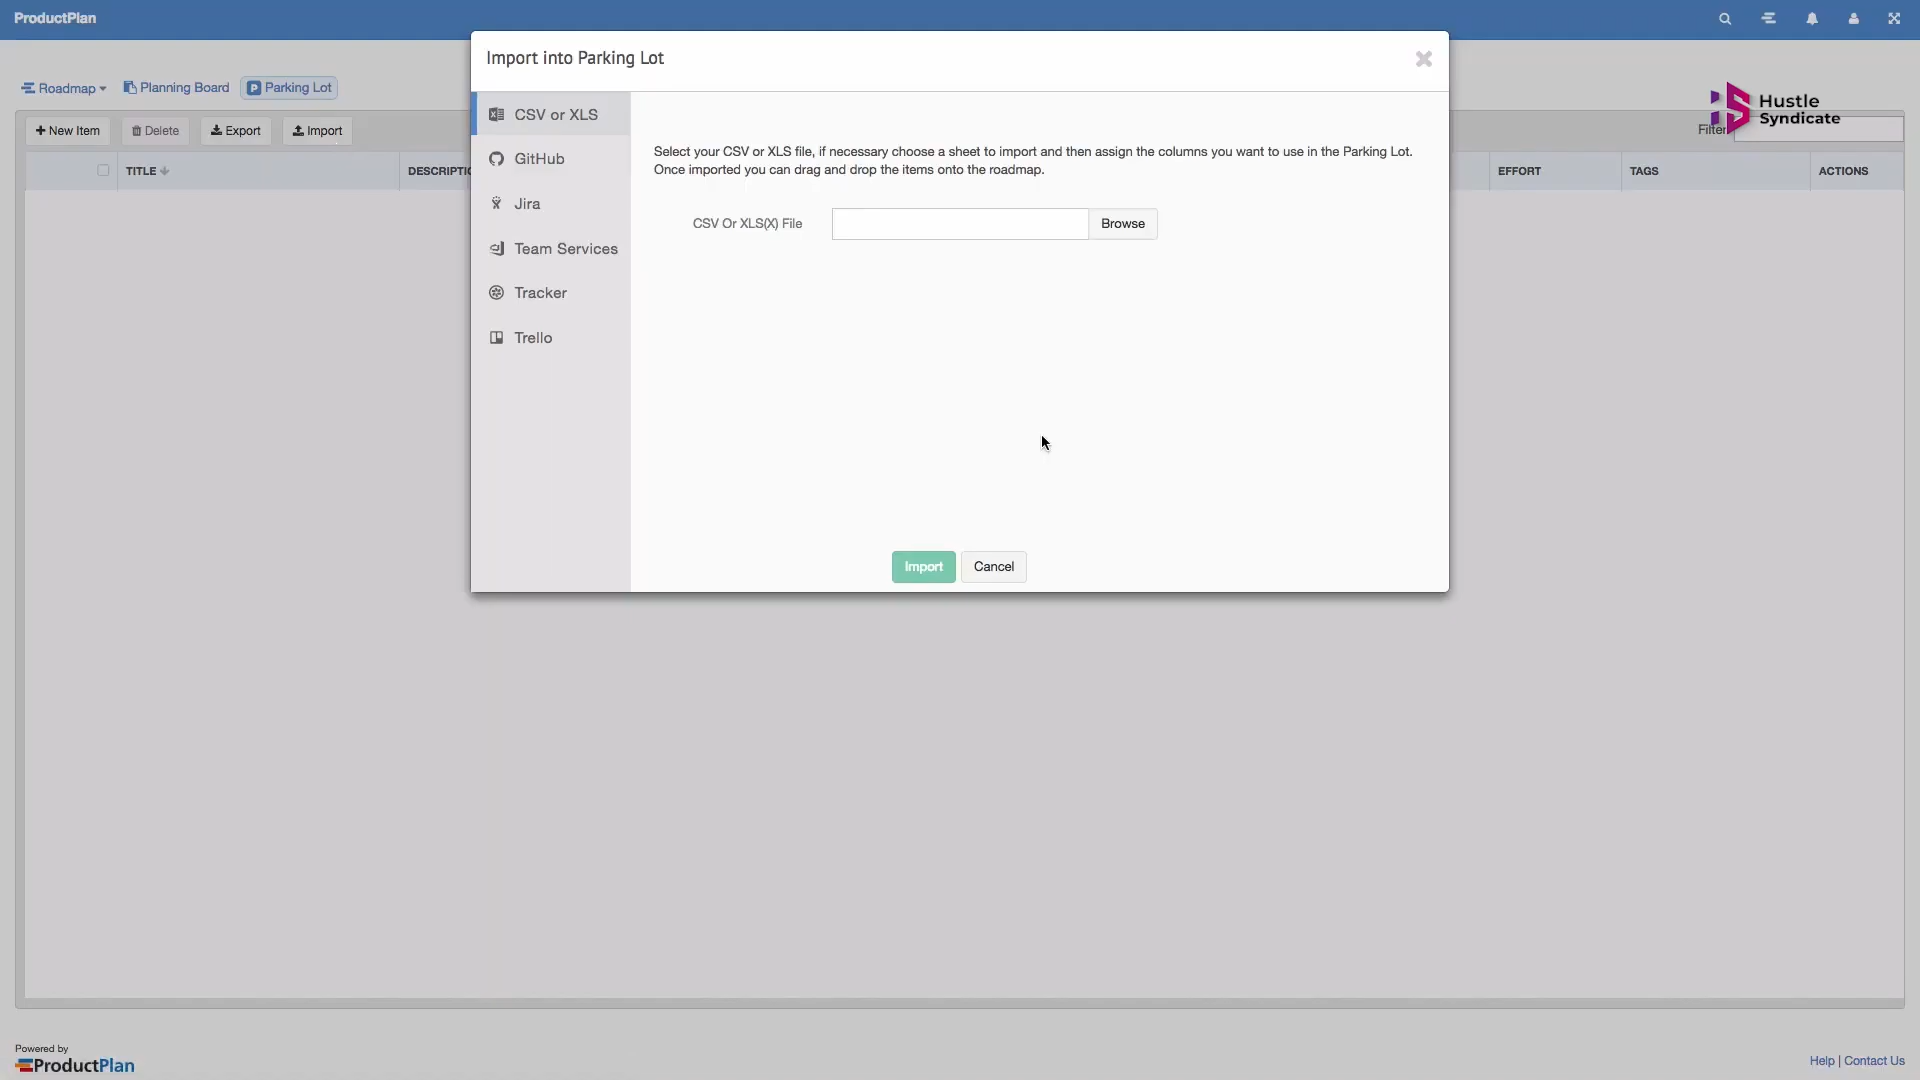 ProductPlan
Import into Parking Lot
Roadmap
Planning Board
P Parking Lot
Hustle
Syndicate
New Item
Delete
Export
Import
Filter
TITLE
EFFORT
TAGS
ACTIONS
CSV or XLS
GitHub
Jira
Team Services
Tracker
Trello
Select your CSV or XLS file, if necessary choose a sheet to import and then assign the columns you want to use in the Parking Lot.
Once imported you can drag and drop the items onto the roadmap.
CSV Or XLS(X) File
Browse
Import
Cancel
Powered by
ProductPlan
Help | Contact Us